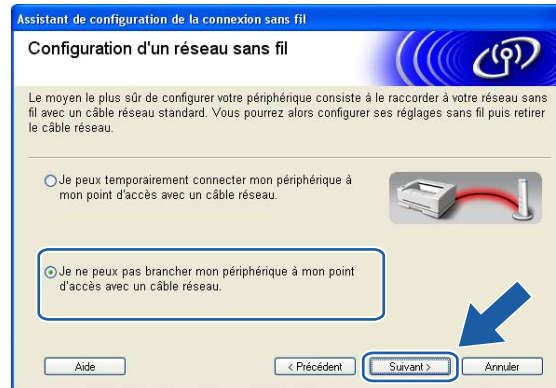 Assistant de configuration de la connexion sans fil
Configuration d'un réseau sans fil
Le moyen le plus sûr de configurer votre périphérique consiste à le raccorder à votre réseau sans
fil avec un câble réseau standard. Vous pourrez alors configurer ses réglages sans fil puis retirer
le câble réseau.
Je peux temporairement connecter mon périphérique à
mon point d'accès avec un câble réseau.
Je ne peux pas brancher mon périphérique à mon point
d'accès avec un câble réseau.
Aide
< Précédent
Suivant >
Annuler